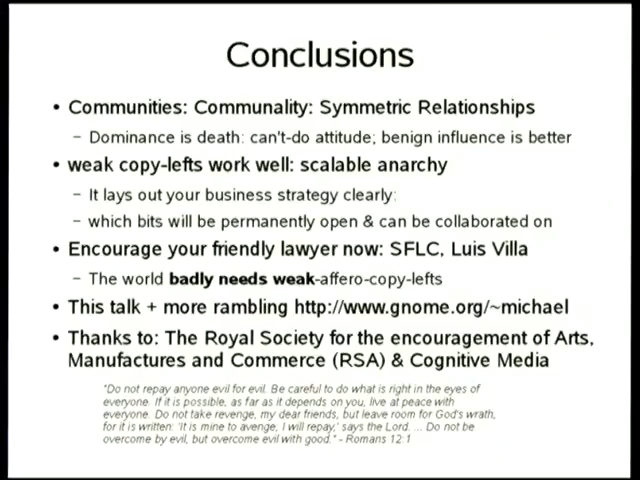 Conclusions
• Communities: Communality: Symmetric Relationships
– Dominance is death: can't-do attitude; benign influence is better
• weak copy-lefts work well: scalable anarchy
– It lays out your business strategy clearly:
– which bits will be permanently open & can be collaborated on
• Encourage your friendly lawyer now: SFLC, Luis Villa
– The world badly needs weak-affero-copy-lefts
• This talk + more rambling http://www.gnome.org/~michael
• Thanks to: The Royal Society for the encouragement of Arts,
Manufactures and Commerce (RSA) & Cognitive Media
"Do not repay anyone evil for evil. Be careful to do what is right in the eyes of
everyone. If it is possible, as far as it depends on you, live at peace with
everyone. Do not take revenge, my dear friends, but leave room for God's wrath,
for it is written: 'It is mine to avenge; I will repay,' says the Lord. ... Do not be
overcome by evil, but overcome evil with good." - Romans 12:1